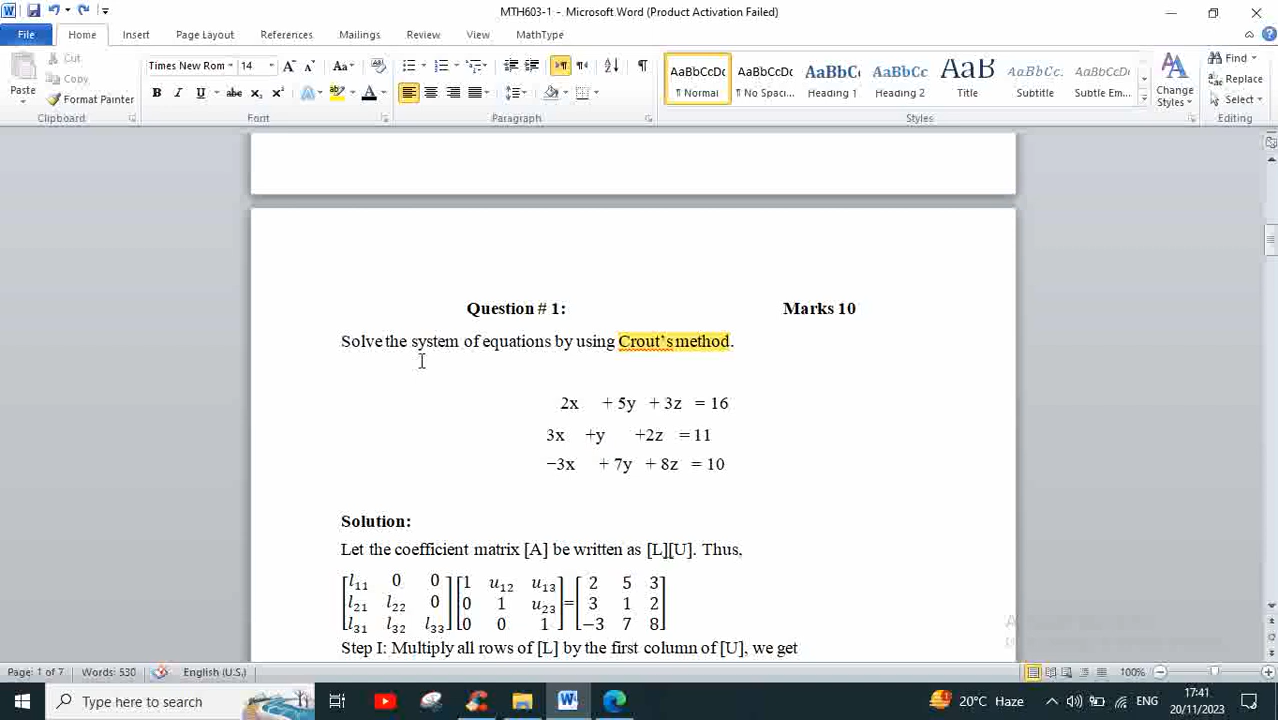 MTH603-1 - Microsoft Word (Product Activation Failed)
File Home Insert Page Layout References Mailings Review View MathType
Paste Cut Copy Format Painter
Times New Rom 14
AaBbCcDc AaBbCcDc AaBbC AaBbCc AaB AaBbCc. AaBbCcDc
¶ Normal ¶ No Spaci... Heading 1 Heading 2 Title Subtitle Subtle Em...
Change Styles
Find Replace Select
Clipboard Font Paragraph Styles Editing
Question # 1: Marks 10
Solve the system of equations by using Crout’s method.
2x + 5y + 3z = 16
3x +y +2z = 11
−3x + 7y + 8z = 10
Solution:
Let the coefficient matrix [A] be written as [L][U]. Thus,
[l₁₁ 0 0] [1 u₁₂ u₁₃] = [2 5 3]
[l₂₁ l₂₂ 0] [0 1 u₂₃] [3 1 2]
[l₃₁ l₃₂ l₃₃] [0 0 1] [−3 7 8]
Step I: Multiply all rows of [L] by the first column of [U], we get
Page: 1 of 7 Words: 530 English (U.S.) 100%
Type here to search 20°C Haze ENG 17:41
20/11/2023